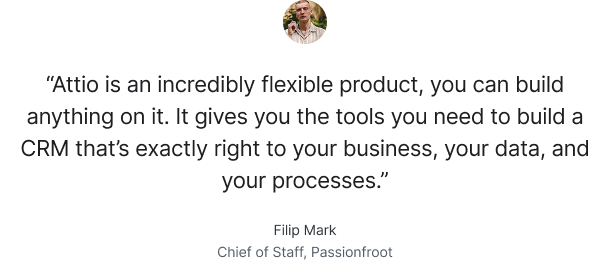 “Attio is an incredibly flexible product, you can build
anything on it. It gives you the tools you need to build a
CRM that’s exactly right to your business, your data, and
your processes.”
Filip Mark
Chief of Staff, Passionfroot